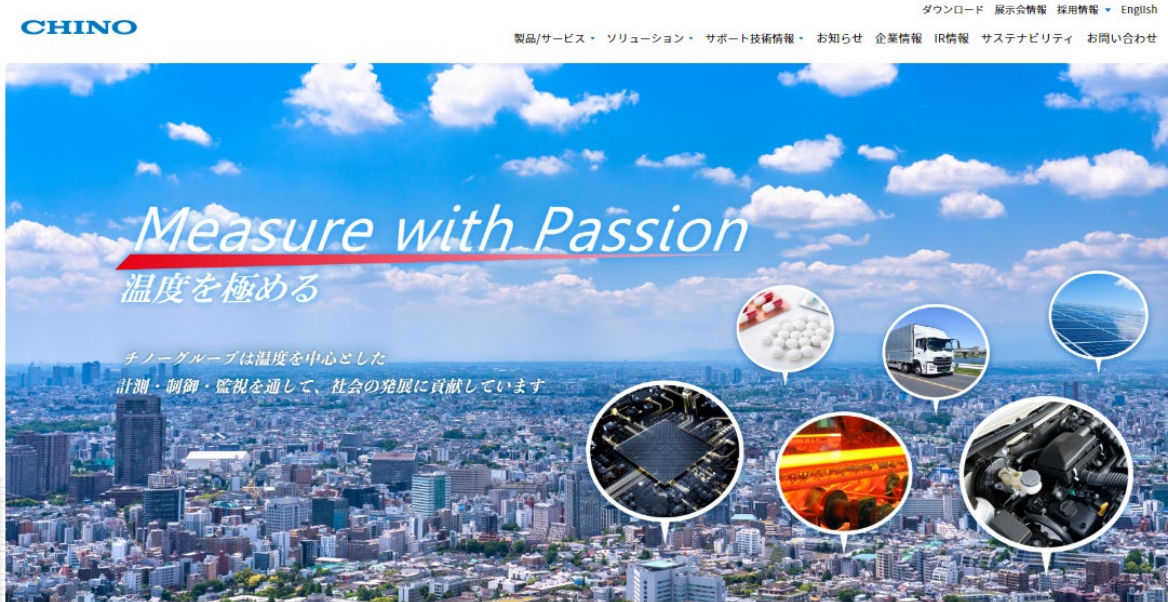 ダウンロード 展示会情報 採用情報 English
CHINO
製品/サービス ソリューション サポート技術情報 お知らせ 企業情報 IR情報 サステナビリティ お問い合わせ
Measure with Passion
温度を極める
チノーグループは温度を中心とした
計測・制御・監視を通して、社会の発展に貢献しています